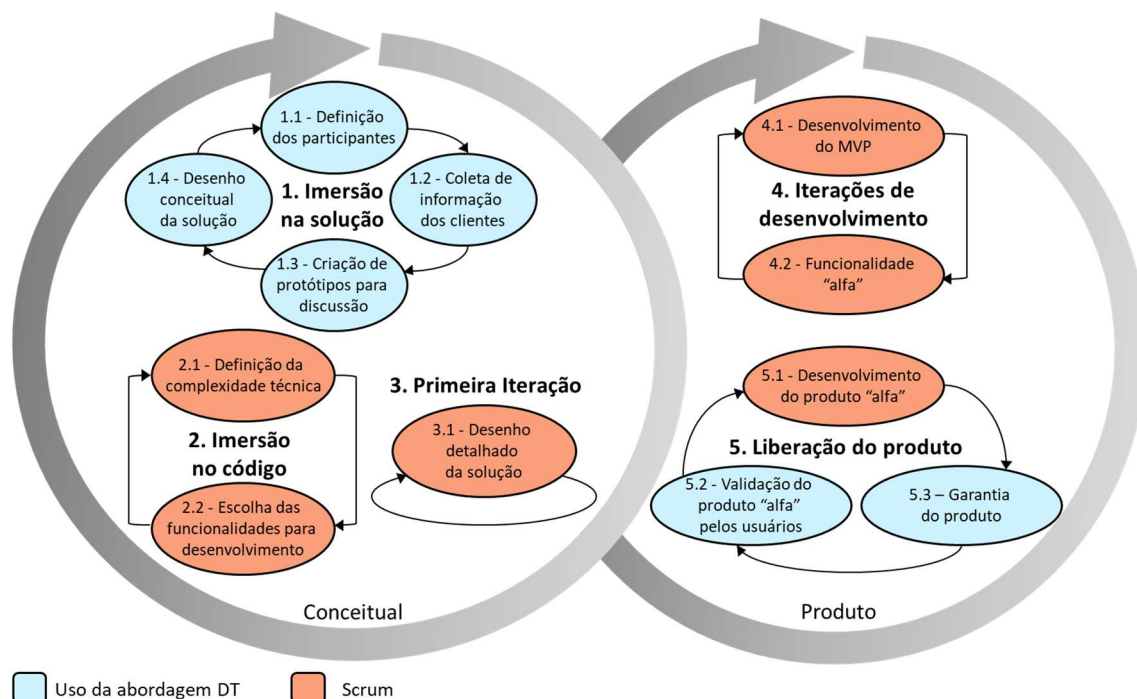 1.1 - Definição
dos participantes
1.4 - Desenho
conceitual
da solução
1. Imersão
na solução
1.2 - Coleta de
informação
dos clientes
1.3 - Criação de
protótipos para
discussão
2.1 - Definição da
complexidade técnica
2. Imersão
no código
2.2 - Escolha das
funcionalidades para
desenvolvimento
3. Primeira Iteração
3.1 - Desenho
detalhado
da solução
Conceitual
4.1 - Desenvolvimento
do MVP
4. Iterações de
desenvolvimento
4.2 - Funcionalidade
“alfa”
5.1 - Desenvolvimento
do produto “alfa”
5. Liberação do produto
5.2 - Validação do
produto “alfa”
pelos usuários
5.3 – Garantia
do produto
Produto
Uso da abordagem DT
Scrum